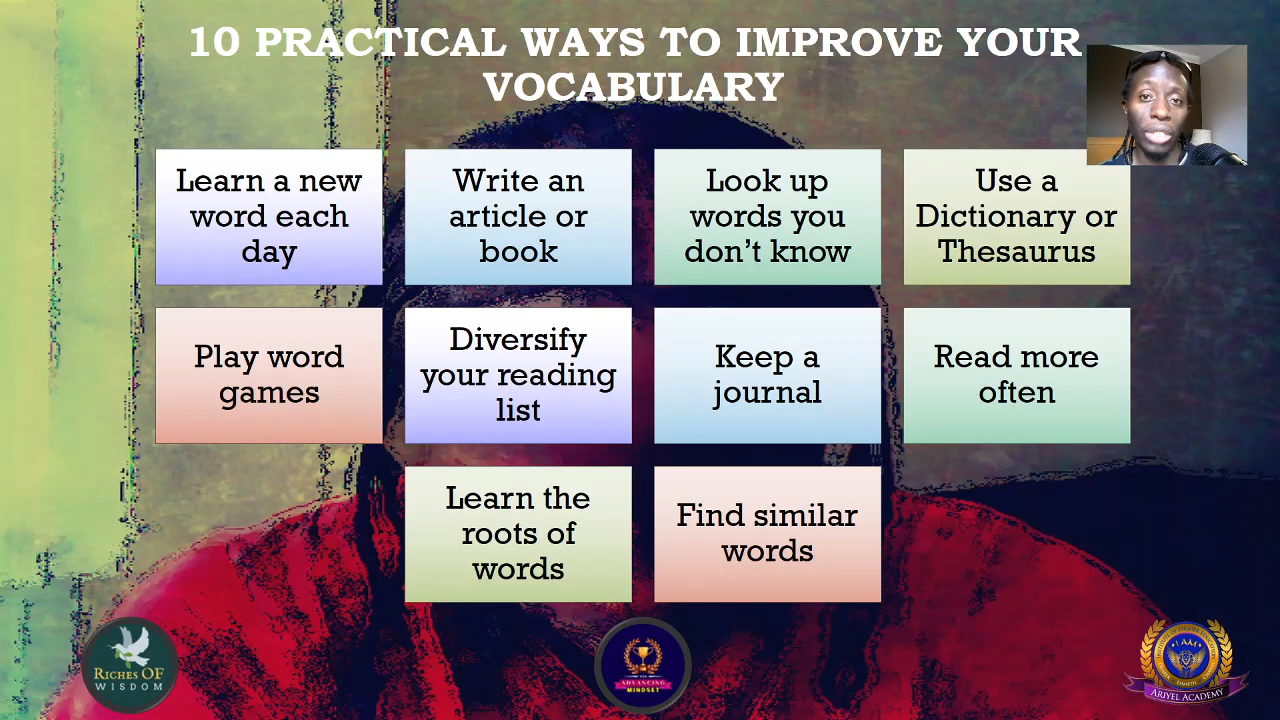 10 PRACTICAL WAYS TO IMPROVE YOUR
VOCABULARY
Learn a new
word each
day
Write an
article or
book
Look up
words you
don’t know
Use a
Dictionary or
Thesaurus
Play word
games
Diversify
your reading
list
Keep a
journal
Read more
often
Learn the
roots of
words
Find similar
words
RICHES OF
WISDOM
ADVANCING
MINDSET
ARIYEL ACADEMY